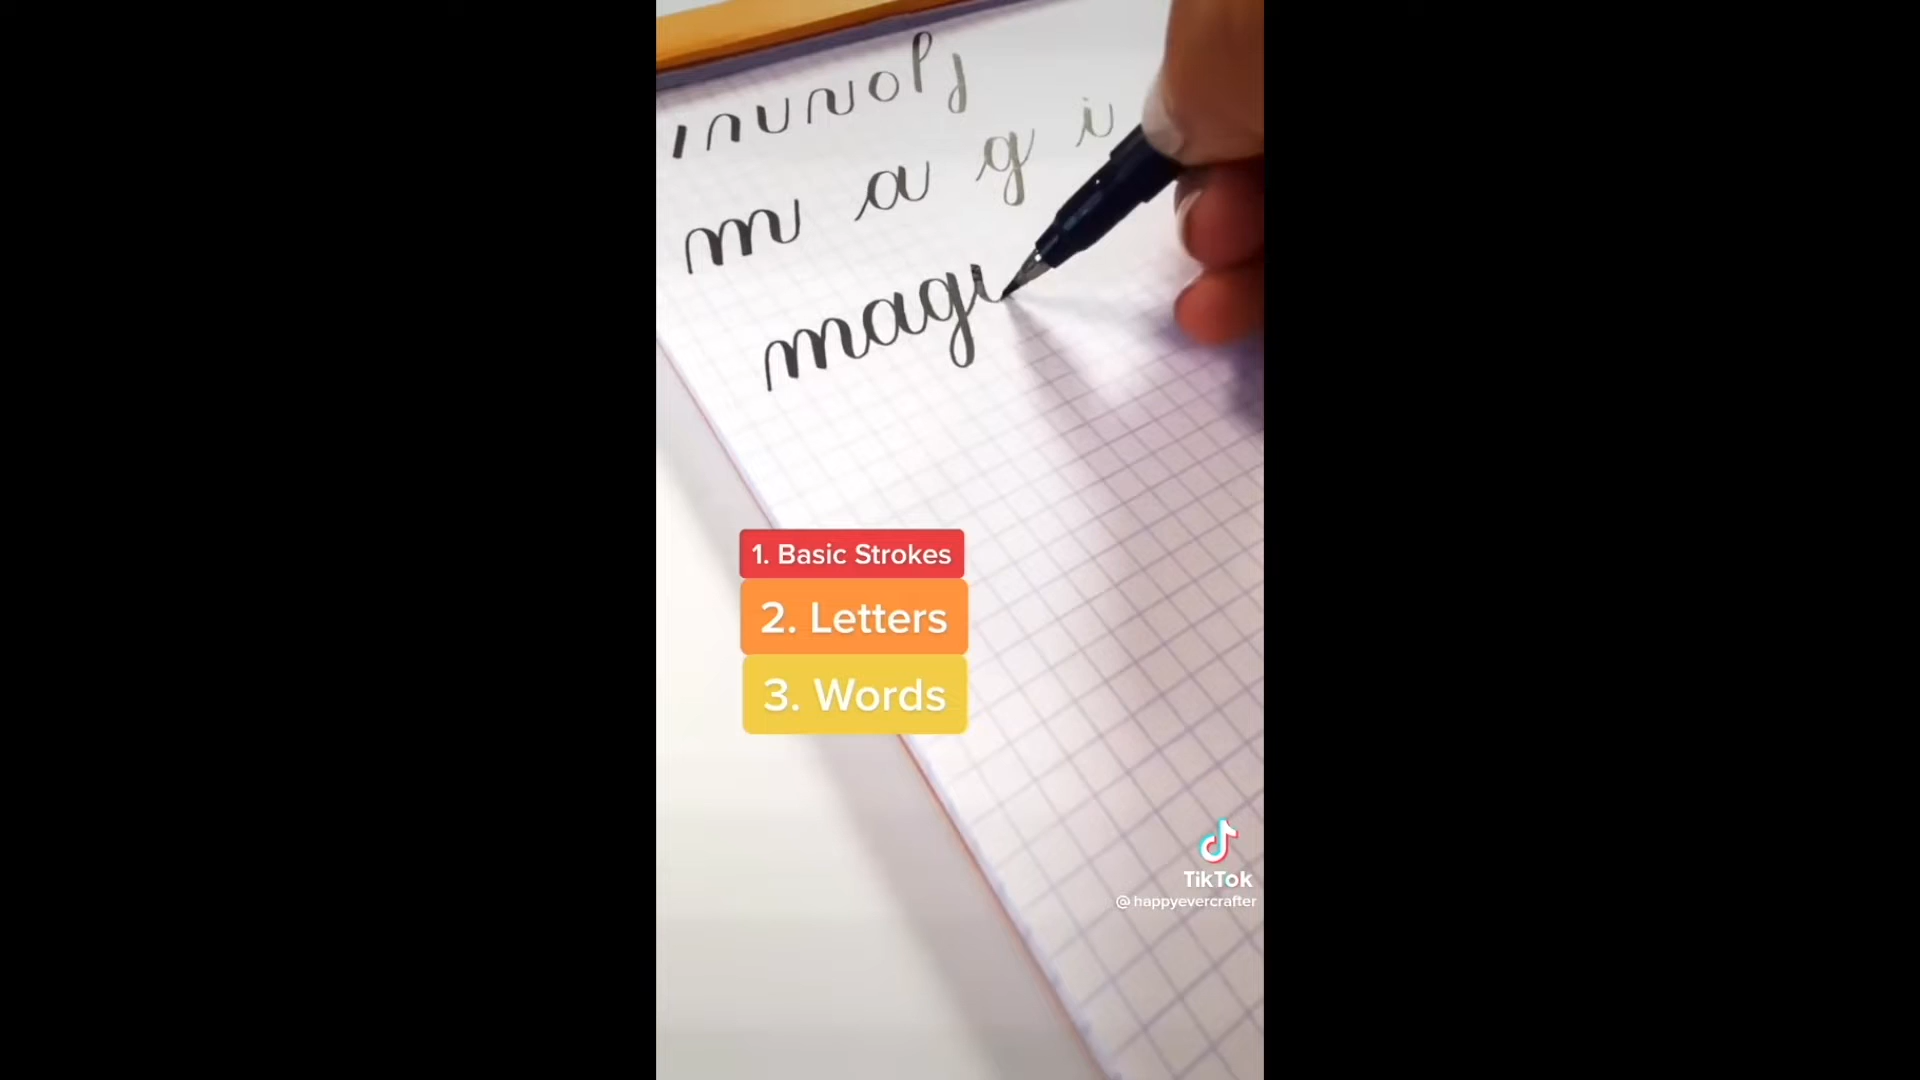 m a g i
magi
1. Basic Strokes
2. Letters
3. Words
TikTok
@happyevercrafter